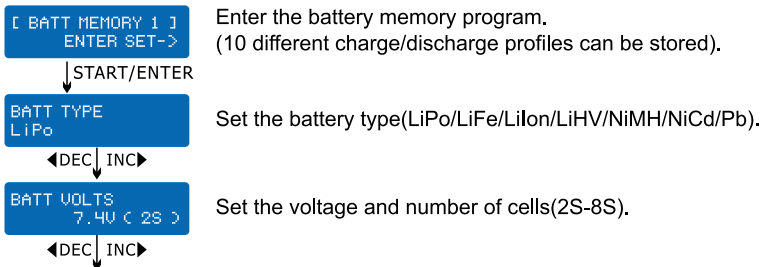 [ BATT MEMORY 1 ]
ENTER SET->
Enter the battery memory program.
(10 different charge/discharge profiles can be stored).
START/ENTER
BATT TYPE
LiPo
Set the battery type(LiPo/LiFe/LiIon/LiHV/NiMH/NiCd/Pb).
◀DEC INC▶
BATT VOLTS
7.4V ( 2S )
Set the voltage and number of cells(2S-8S).
◀DEC INC▶